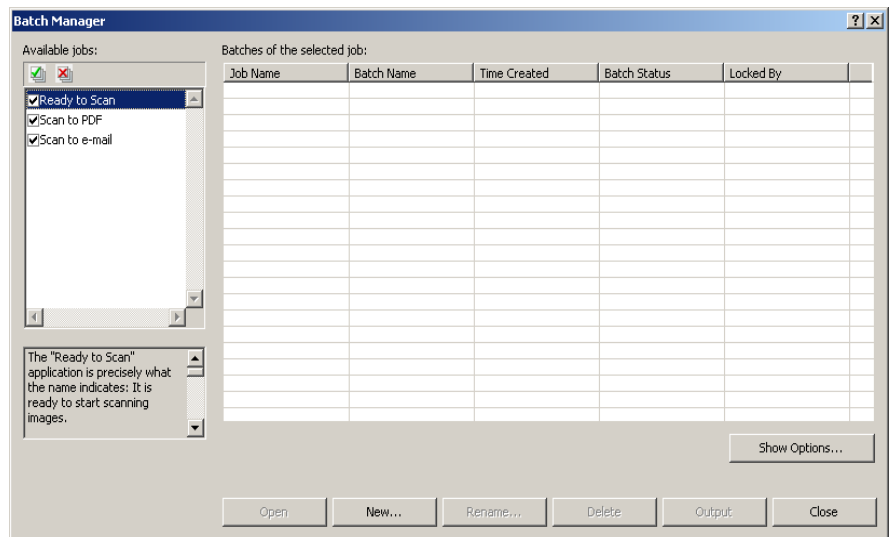 Batch Manager
Available jobs:
Batches of the selected job:
Job Name Batch Name Time Created Batch Status Locked By
Ready to Scan
Scan to PDF
Scan to e-mail
The "Ready to Scan"
application is precisely what
the name indicates: It is
ready to start scanning
images.
Show Options...
Open New... Rename... Delete Output Close